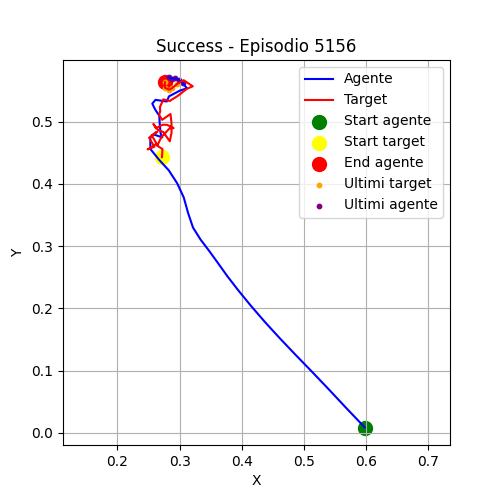 Success - Episodio 5156
Agente
Target
Start agente
Start target
End agente
Ultimi target
Ultimi agente
Y
0.5
0.4
0.3
0.2
0.1
0.0
0.2
0.3
0.4
0.5
0.6
0.7
X